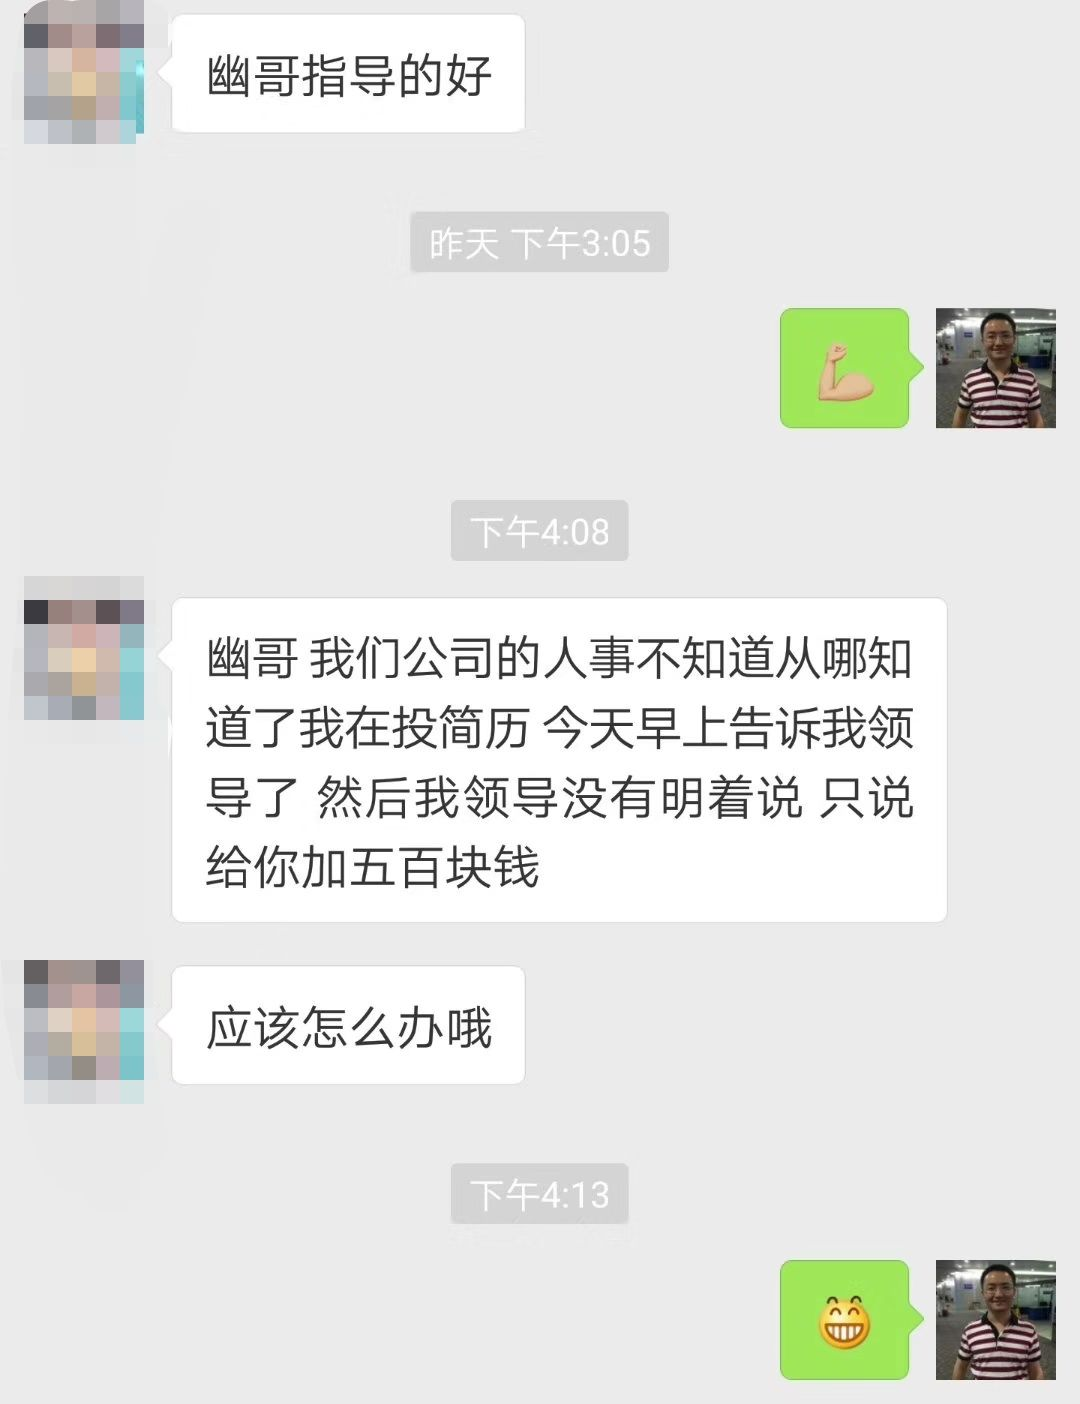 幽哥指导的好
昨天 下午3:05
💪🏼
下午4:08
幽哥 我们公司的人事不知道从哪知
道了我在投简历 今天早上告诉我领
导了 然后我领导没有明着说 只说
给你加五百块钱
应该怎么办哦
下午4:13
😁